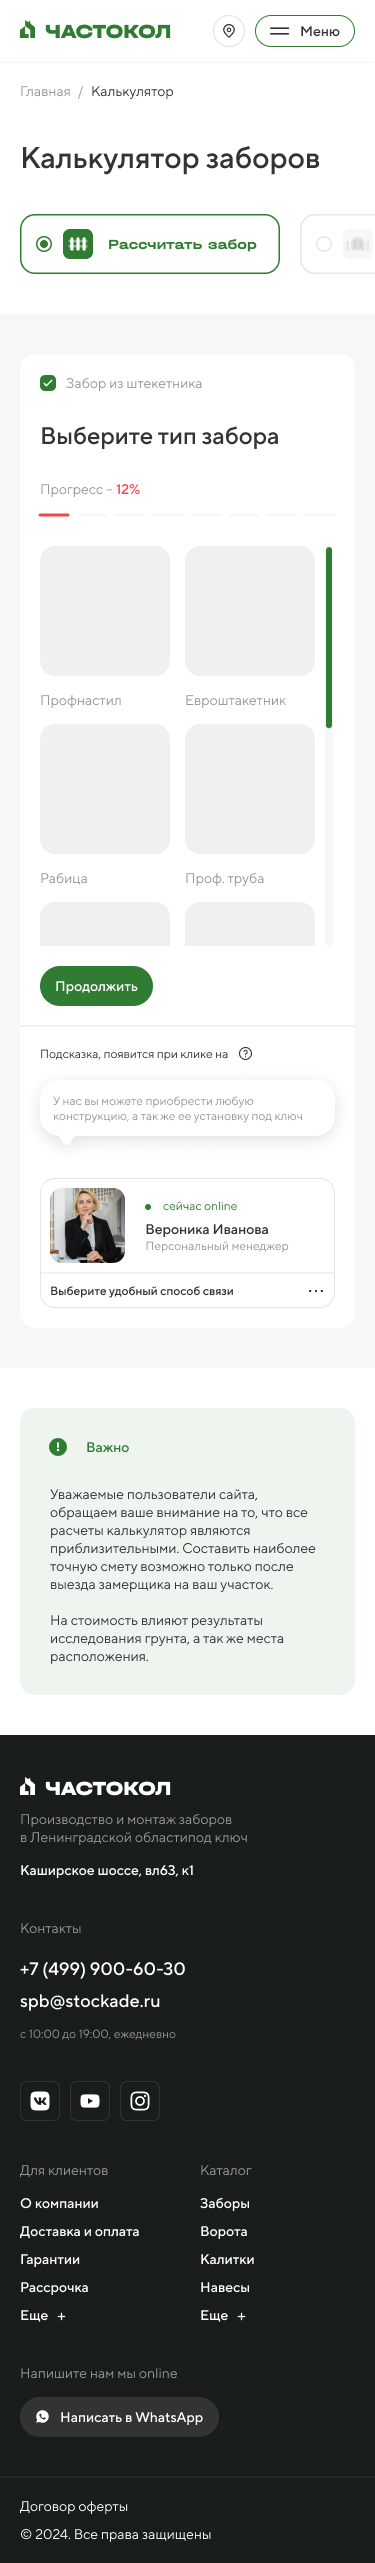 ЧАСТОКОЛ
Меню
Главная / Калькулятор
Калькулятор заборов
Рассчитать забор
Забор из штекетника
Выберите тип забора
Прогресс – 12%
Профнастил
Евроштакетник
Рабица
Проф. труба
Продолжить
Подсказка, появится при клике на ?
У нас вы можете приобрести любую
конструкцию, а так же ее установку под ключ
сейчас online
Вероника Иванова
Персональный менеджер
Выберите удобный способ связи
Важно
Уважаемые пользователи сайта,
обращаем ваше внимание на то, что все
расчеты калькулятор являются
приблизительными. Составить наиболее
точную смету возможно только после
выезда замерщика на ваш участок.
На стоимость влияют результаты
исследования грунта, а так же места
расположения.
ЧАСТОКОЛ
Производство и монтаж заборов
в Ленинградской областипод ключ
Каширское шоссе, вл63, к1
Контакты
+7 (499) 900-60-30
spb@stockade.ru
с 10:00 до 19:00, ежедневно
Для клиентов
О компании
Доставка и оплата
Гарантии
Рассрочка
Еще +
Каталог
Заборы
Ворота
Калитки
Навесы
Еще +
Напишите нам мы online
Написать в WhatsApp
Договор оферты
© 2024. Все права защищены